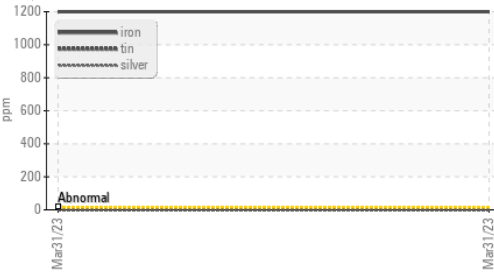 1200
iron
1000
tin
silver
800
ppm
600
400
200
Abnormal
0
Mar31/23
Mar31/23